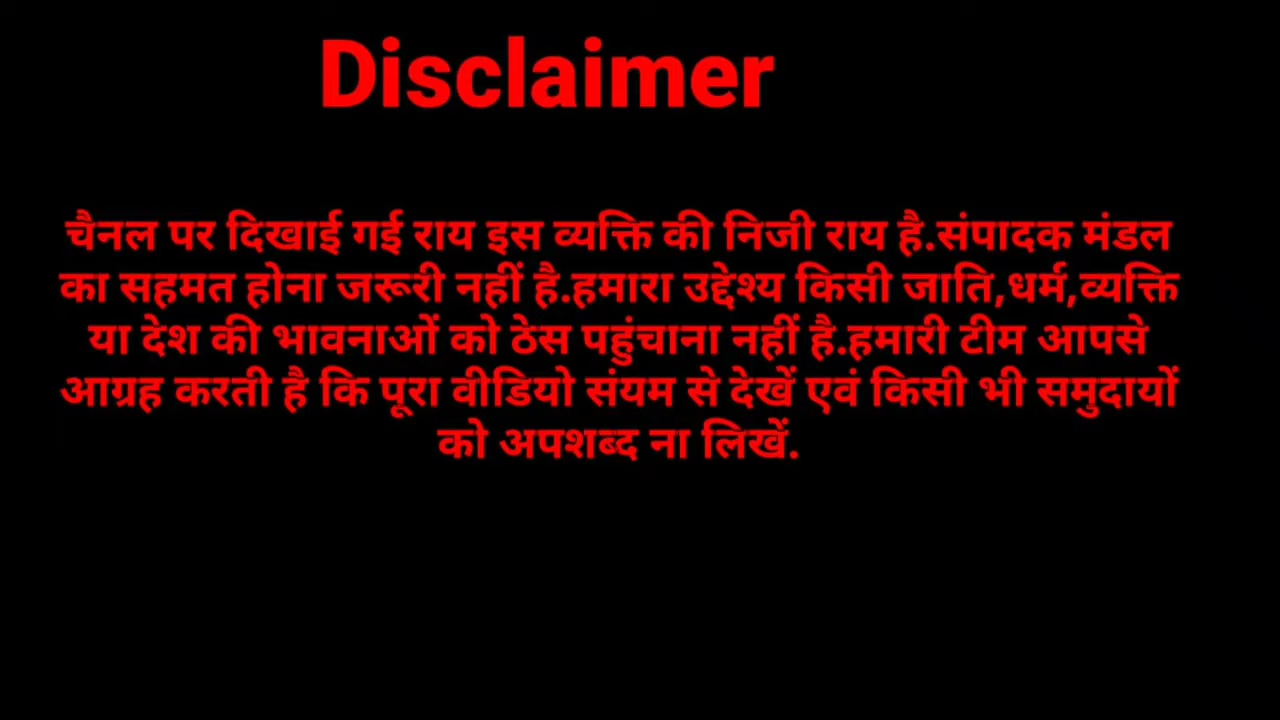 Disclaimer
चैनल पर दिखाई गई राय इस व्यक्ति की निजी राय है.संपादक मंडल
का सहमत होना जरूरी नहीं है.हमारा उद्देश्य किसी जाति,धर्म,व्यक्ति
या देश की भावनाओं को ठेस पहुंचाना नहीं है.हमारी टीम आपसे
आग्रह करती है कि पूरा वीडियो संयम से देखें एवं किसी भी समुदायों
को अपशब्द ना लिखें.